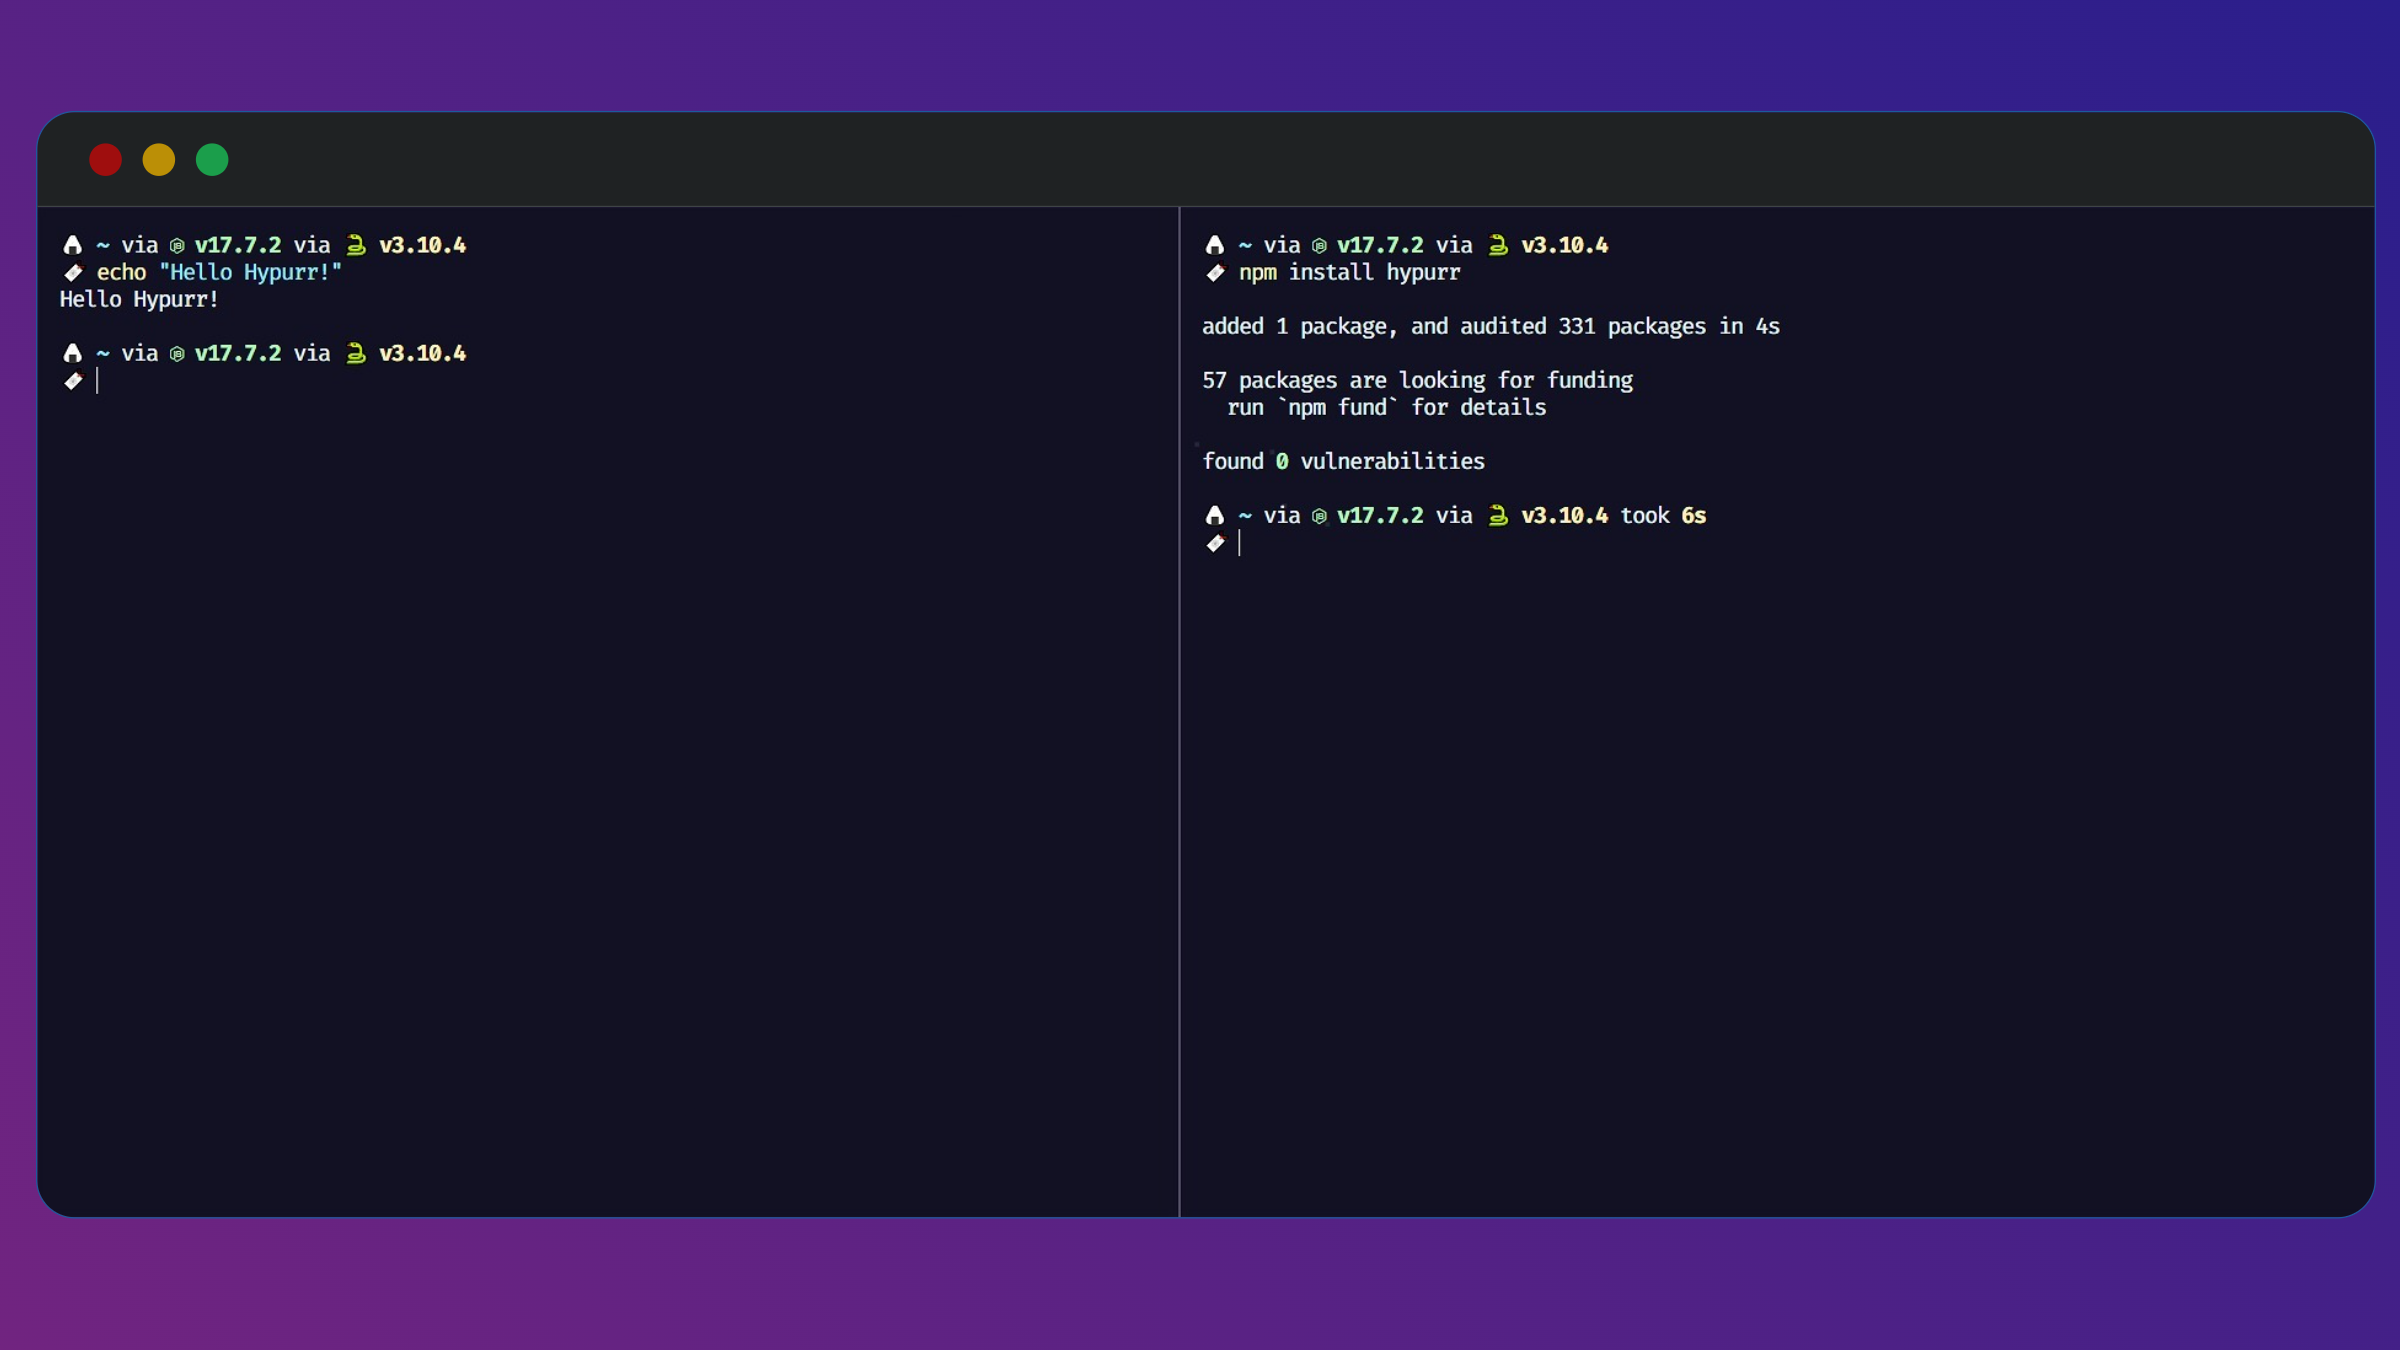 🍙 ~ via v17.7.2 via 🐍 v3.10.4
echo "Hello Hypurr!"
Hello Hypurr!
🍙 ~ via v17.7.2 via 🐍 v3.10.4
🍙 ~ via v17.7.2 via 🐍 v3.10.4
npm install hypurr
added 1 package, and audited 331 packages in 4s
57 packages are looking for funding
run `npm fund` for details
found 0 vulnerabilities
🍙 ~ via v17.7.2 via 🐍 v3.10.4 took 6s